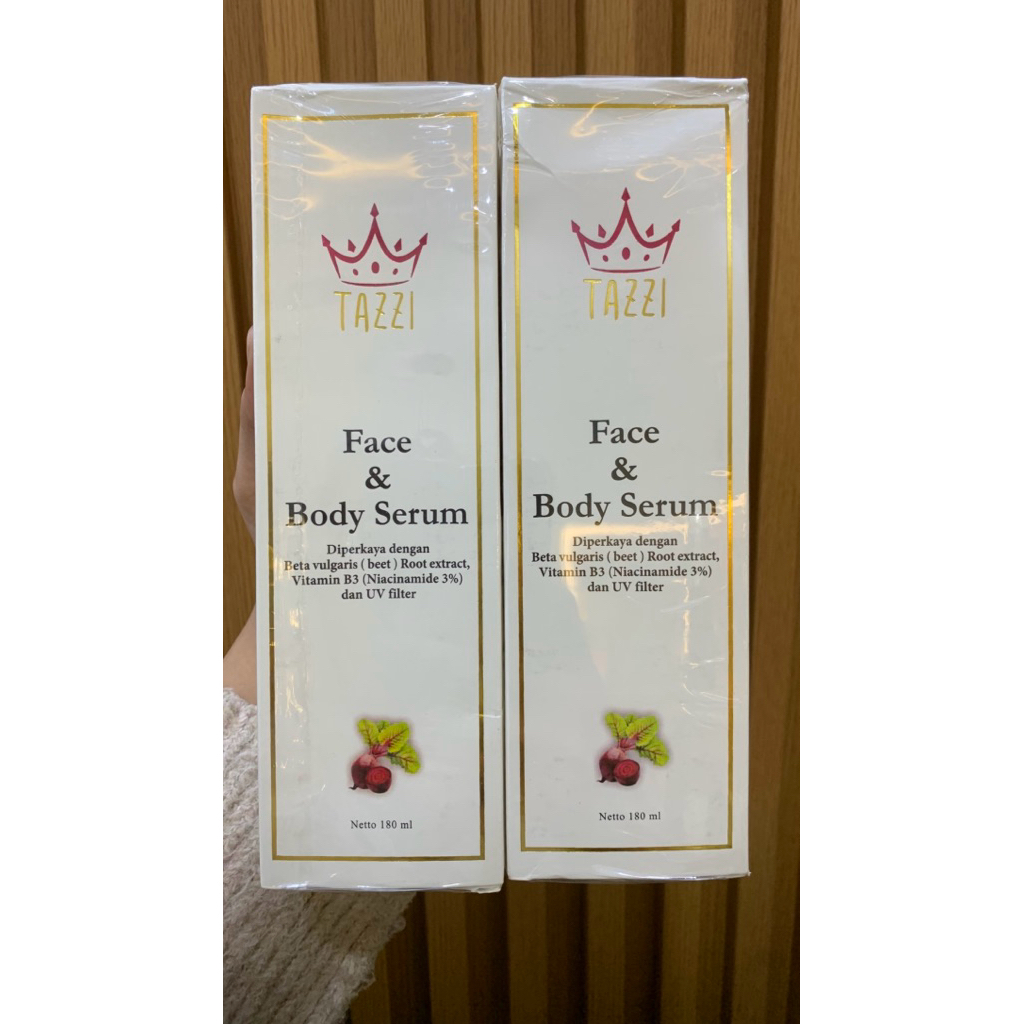 TAZZI
Face
&
Body Serum
Diperkaya dengan
Beta vulgaris ( beet ) Root extract,
Vitamin B3 (Niacinamide 3%)
dan UV filter
Netto 180 ml
TAZZI
Face
&
Body Serum
Diperkaya dengan
Beta vulgaris ( beet ) Root extract,
Vitamin B3 (Niacinamide 3%)
dan UV filter
Netto 180 ml